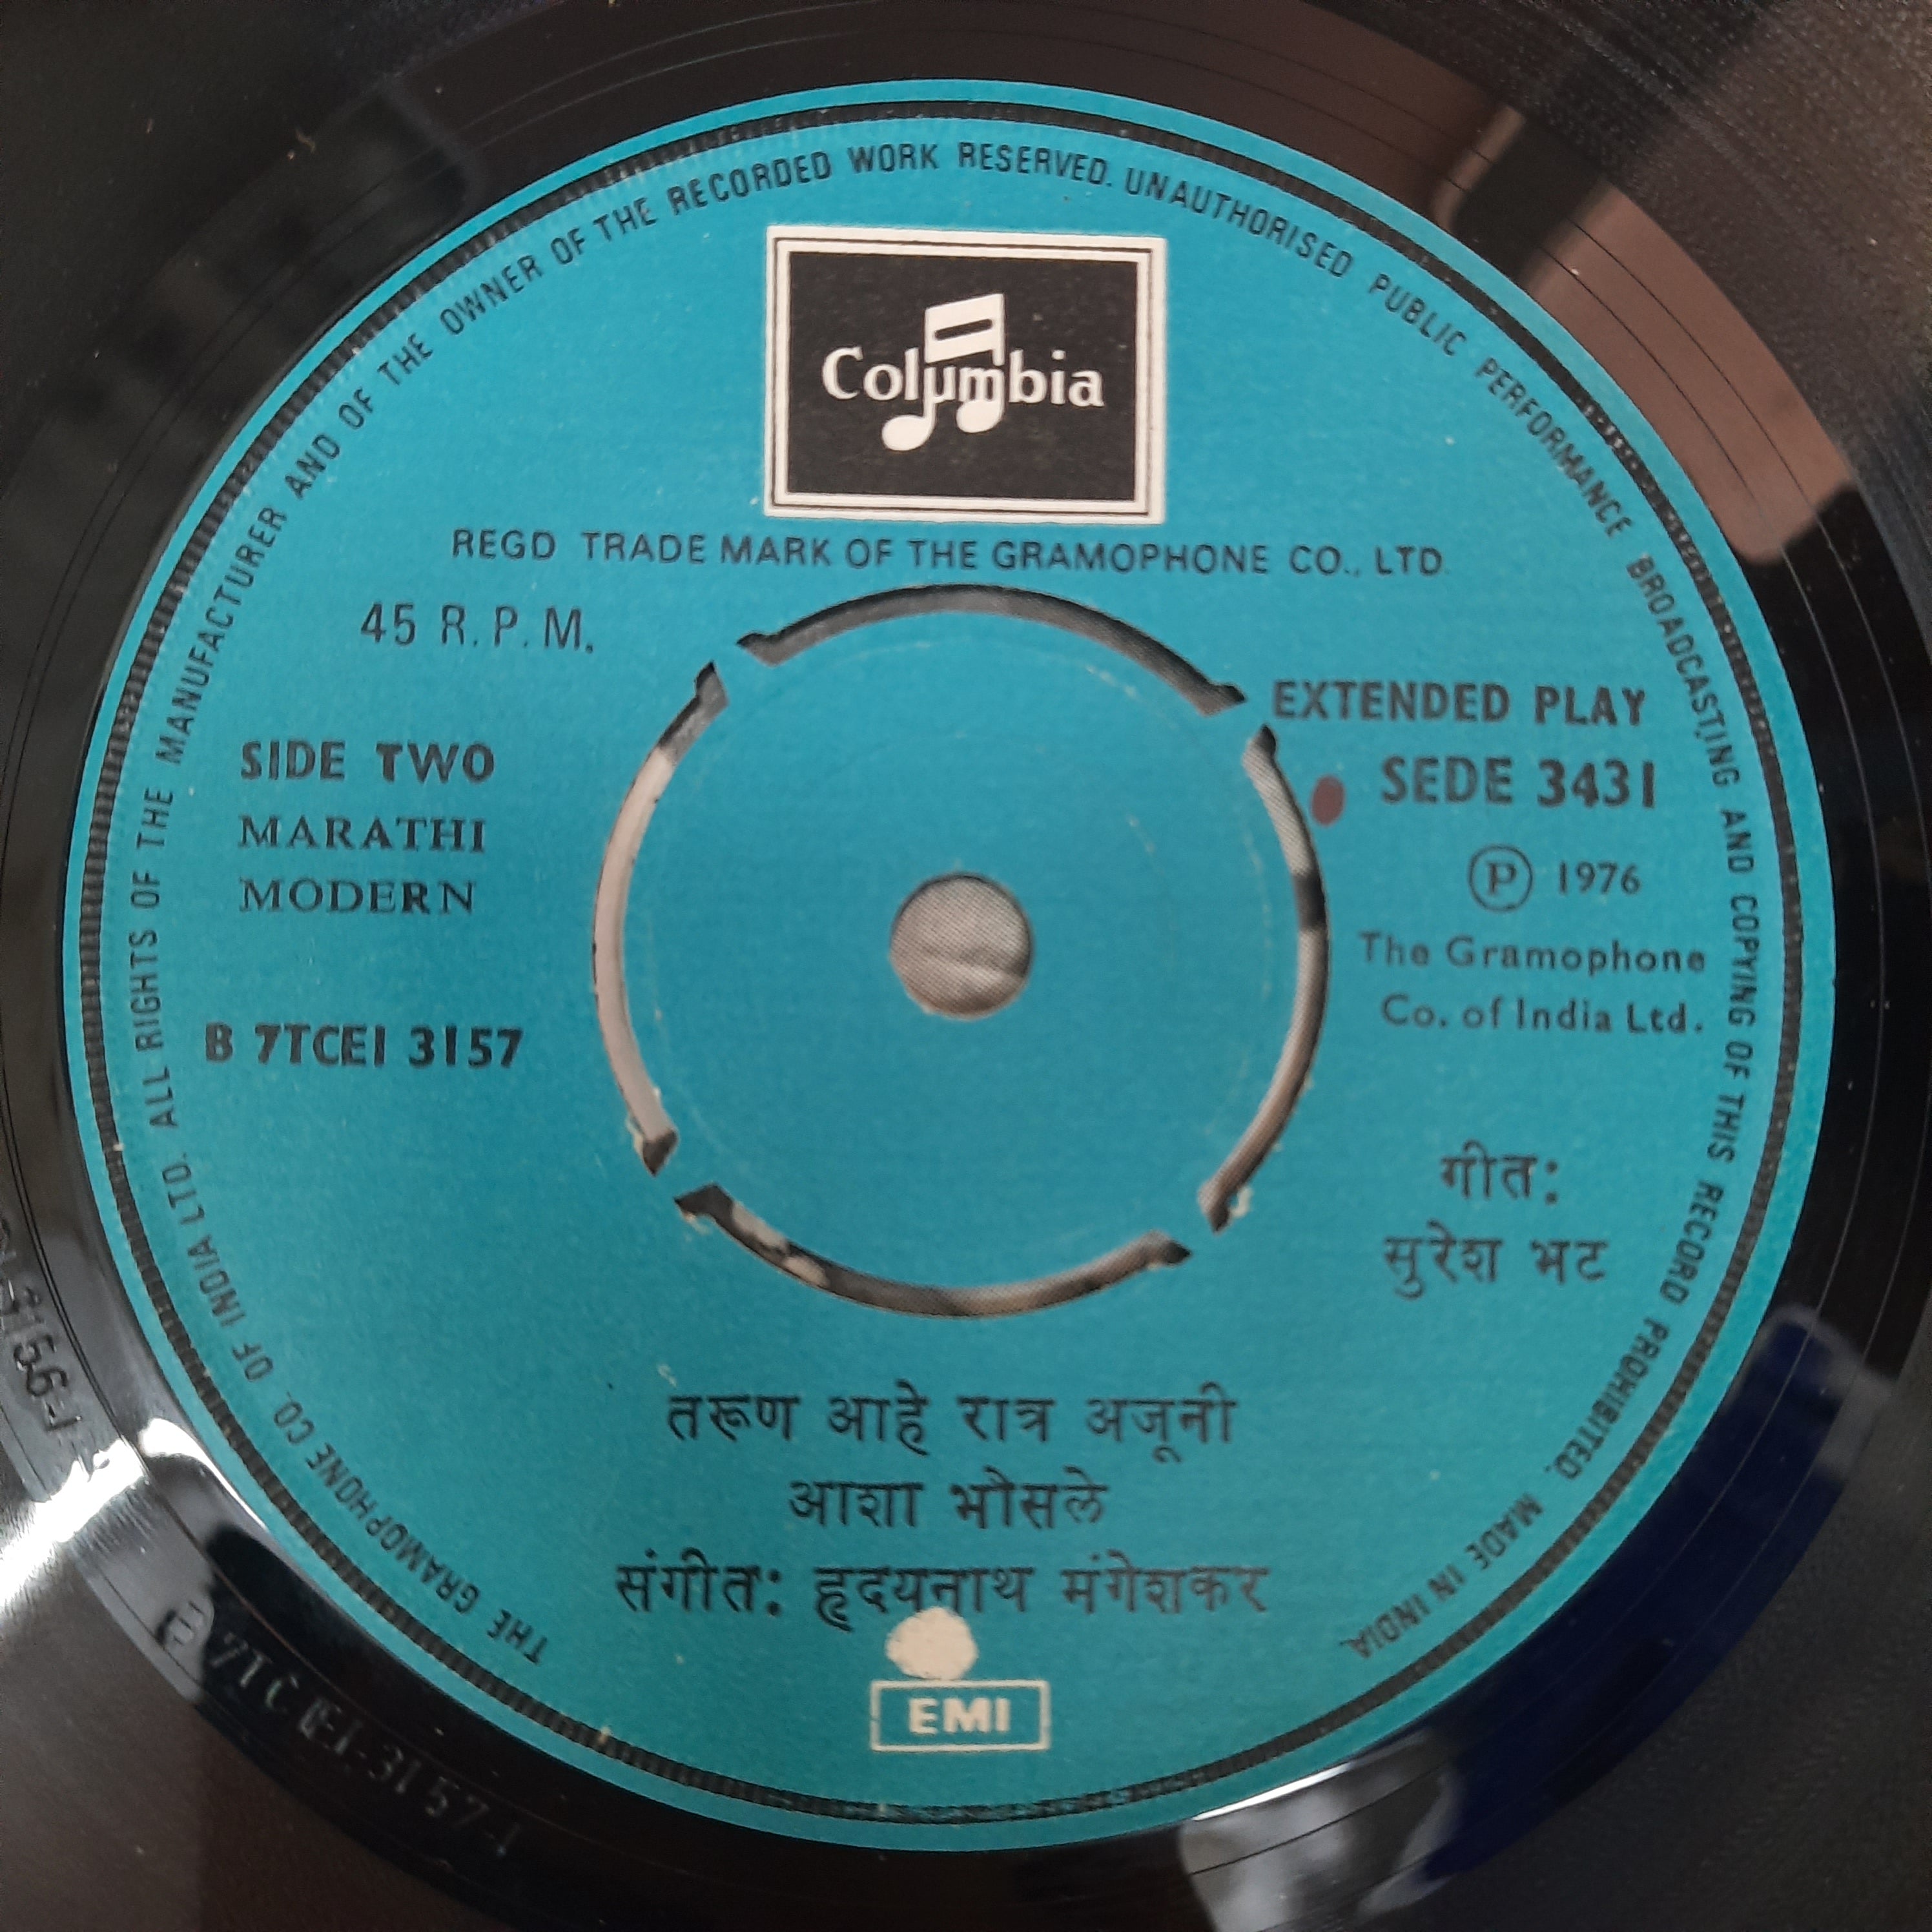 THE GRAMOPHONE CO. OF INDIA LTD. ALL RIGHTS OF THE MANUFACTURER AND OF THE OWNER OF THE RECORDED WORK RESERVED. UNAUTHORISED PUBLIC PERFORMANCE BROADCASTING AND COPYING OF THIS RECORD PROHIBITED. MADE IN INDIA
Columbia
REGD TRADE MARK OF THE GRAMOPHONE CO., LTD.
45 R.P.M.
EXTENDED PLAY
SIDE TWO
SEDE 3431
MARATHI
MODERN
Ⓟ 1976
The Gramophone
Co. of India Ltd.
B 7TCEI 3157
गीत:
सुरेश भट
तरूण आहे रात्र अजूनी
आशा भोसले
संगीत: हृदयनाथ मंगेशकर
EMI
7TCEI-3157-1